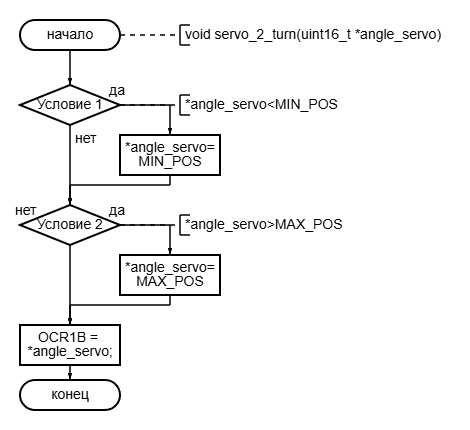 начало
void servo_2_turn(uint16_t *angle_servo)
да
Условие 1
*angle_servo<MIN_POS
нет
*angle_servo=
MIN_POS
нет
да
Условие 2
*angle_servo>MAX_POS
*angle_servo=
MAX_POS
OCR1B =
*angle_servo;
конец